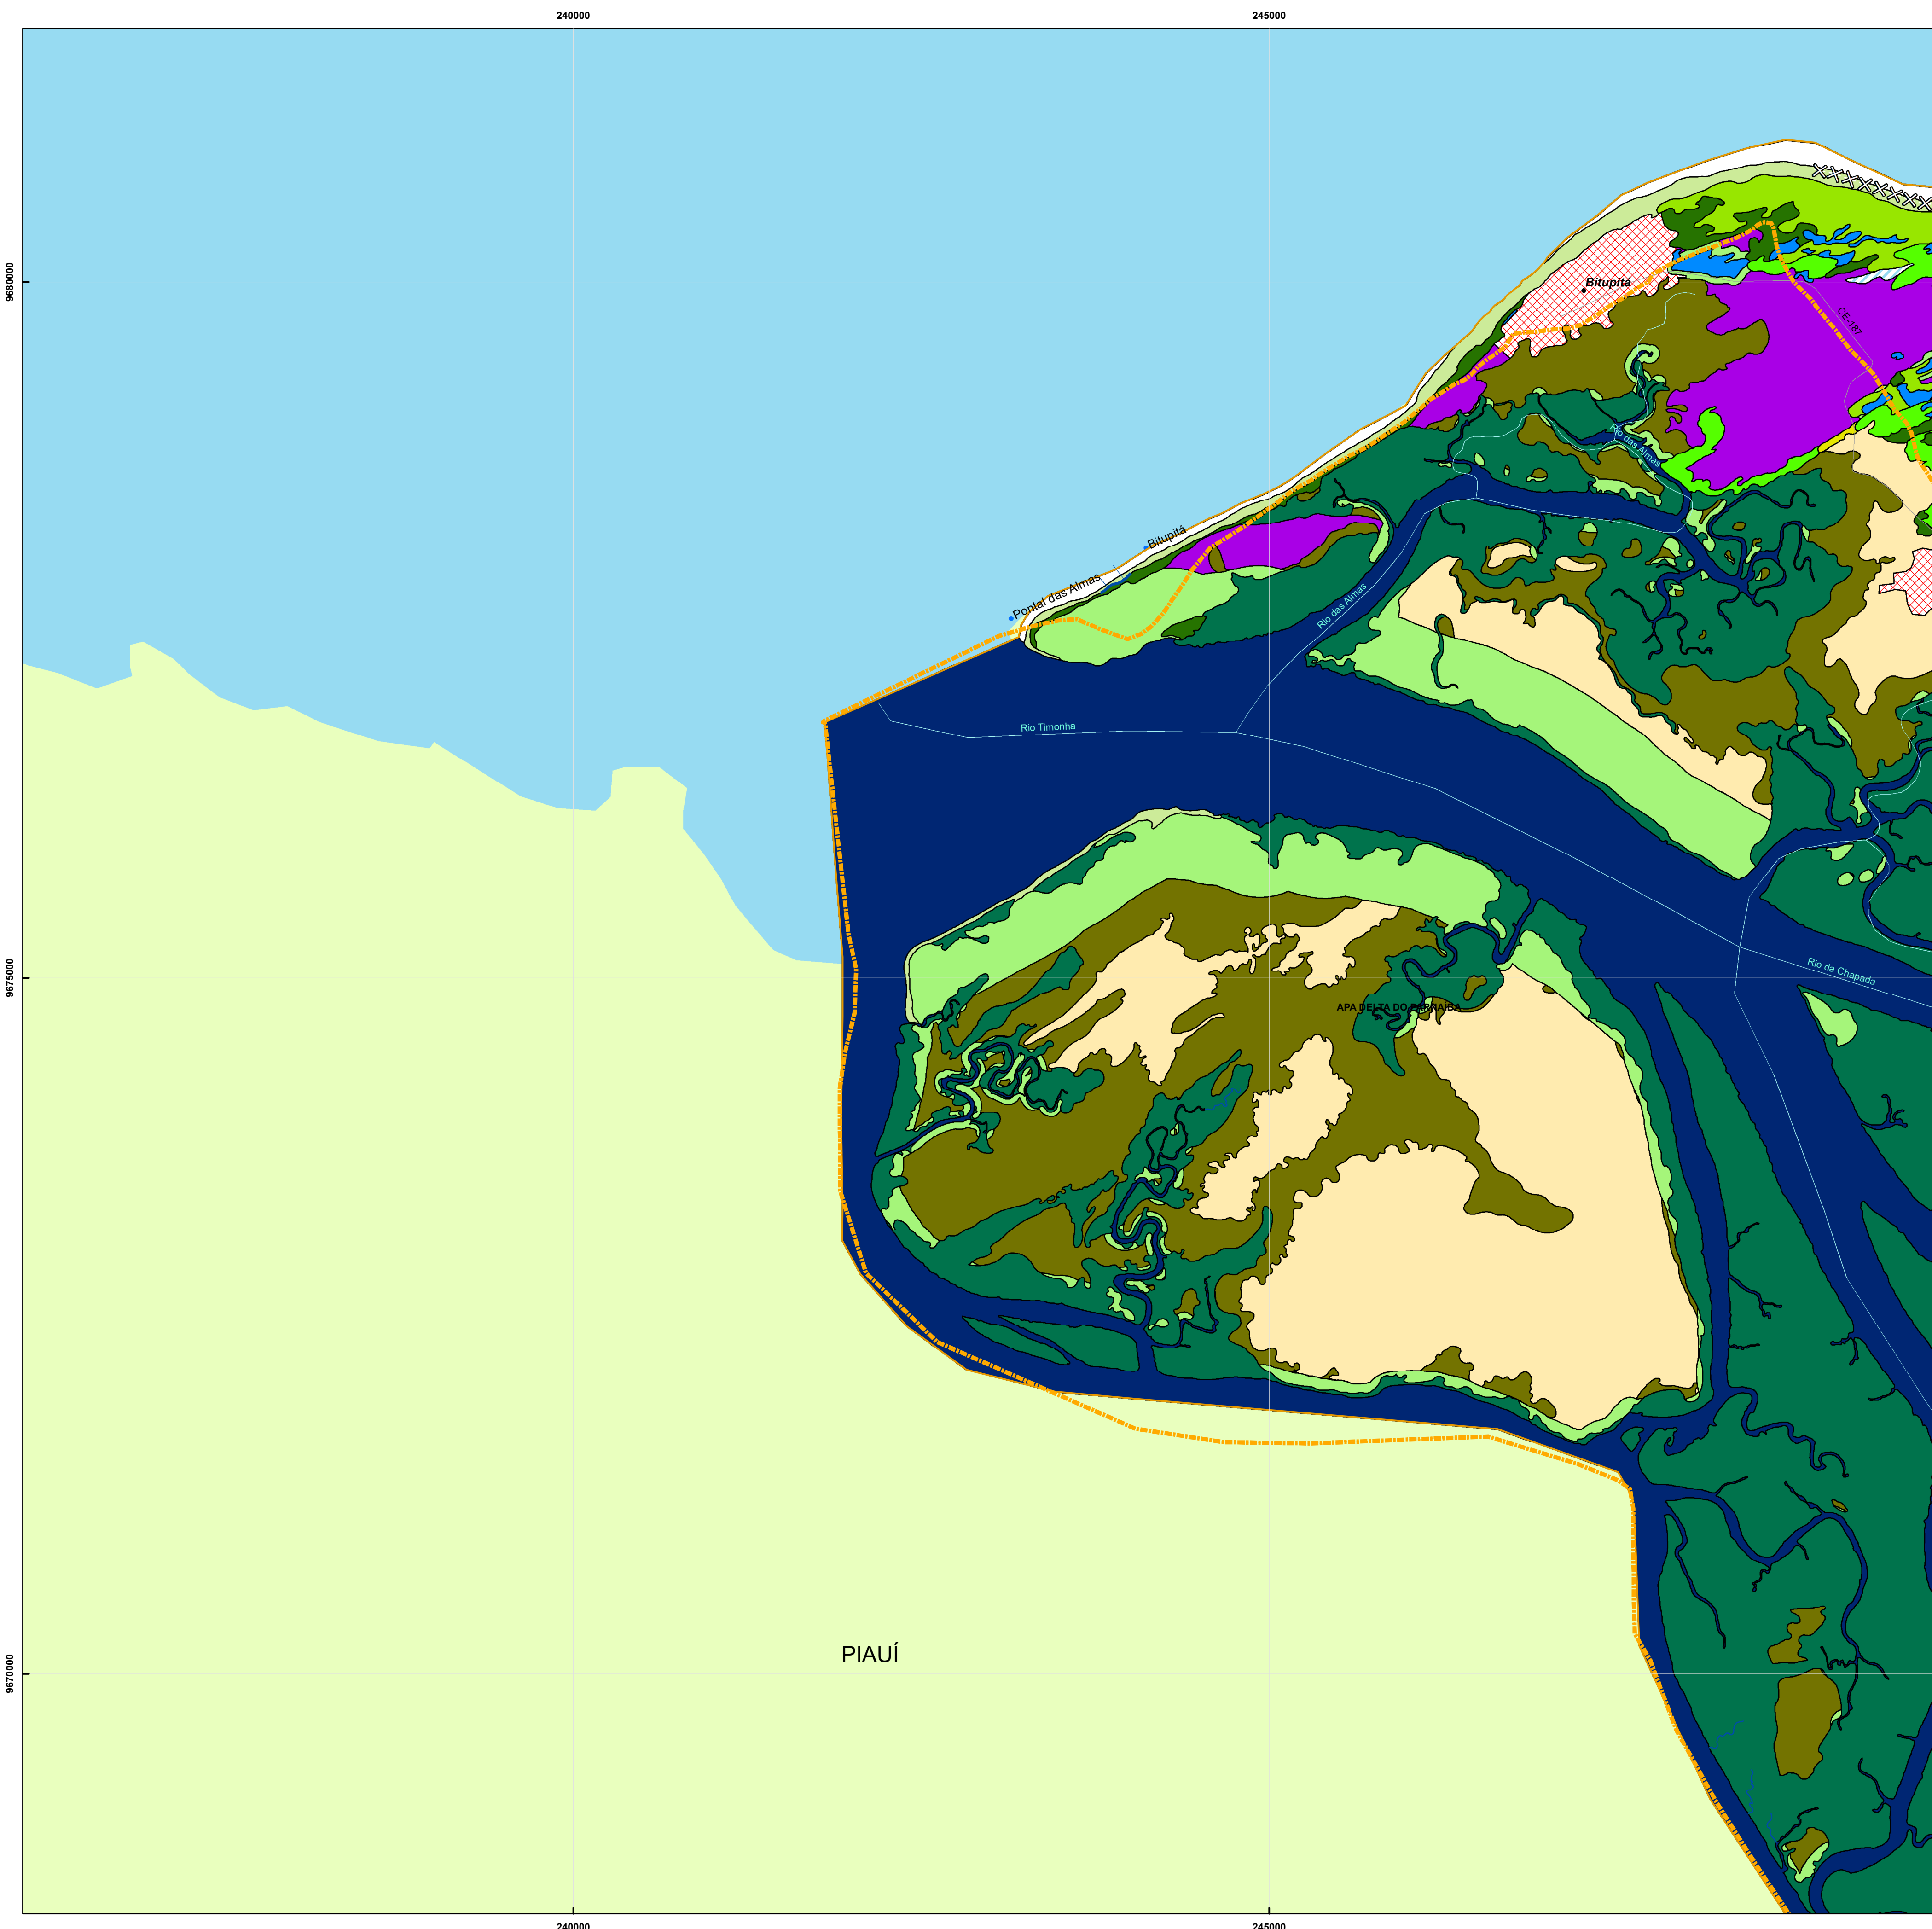 240000
245000
9680000
Bitupitá
CE-187
Rio das Almas
Bitupitá
Pontal das Almas
Rio das Almas
Rio Timonha
Rio da Chapada
9675000
APA DELTA DO PARNAÍBA
PIAUÍ
9670000
240000
245000